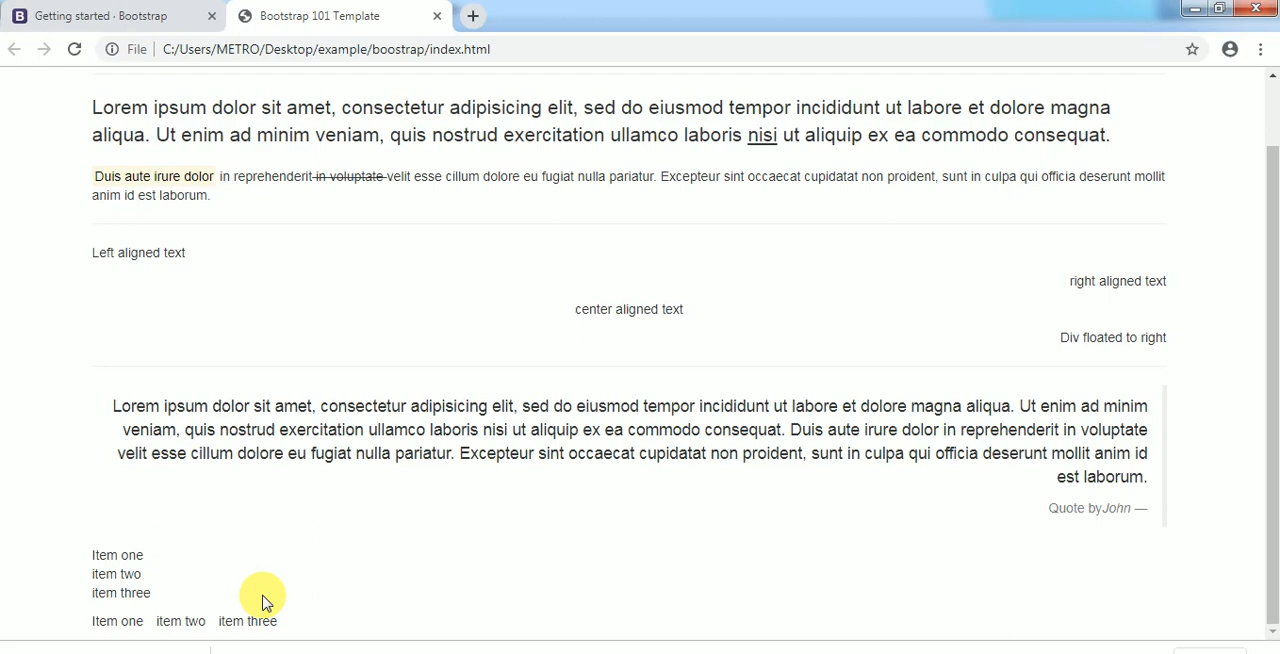 Getting started · Bootstrap
Bootstrap 101 Template
File
C:/Users/METRO/Desktop/example/boostrap/index.html
Lorem ipsum dolor sit amet, consectetur adipisicing elit, sed do eiusmod tempor incididunt ut labore et dolore magna
aliqua. Ut enim ad minim veniam, quis nostrud exercitation ullamco laboris nisi ut aliquip ex ea commodo consequat.
Duis aute irure dolor in reprehenderit in voluptate velit esse cillum dolore eu fugiat nulla pariatur. Excepteur sint occaecat cupidatat non proident, sunt in culpa qui officia deserunt mollit
anim id est laborum.
Left aligned text
right aligned text
center aligned text
Div floated to right
Lorem ipsum dolor sit amet, consectetur adipisicing elit, sed do eiusmod tempor incididunt ut labore et dolore magna aliqua. Ut enim ad minim
veniam, quis nostrud exercitation ullamco laboris nisi ut aliquip ex ea commodo consequat. Duis aute irure dolor in reprehenderit in voluptate
velit esse cillum dolore eu fugiat nulla pariatur. Excepteur sint occaecat cupidatat non proident, sunt in culpa qui officia deserunt mollit anim id
est laborum.
Quote byJohn —
Item one
item two
item three
Item one item two item three